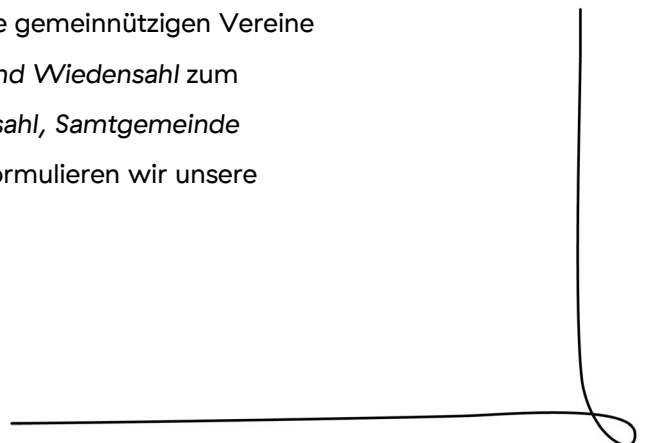 e gemeinnützigen Vereine
nd Wiedensahl zum
sahl, Samtgemeinde
ormulieren wir unsere